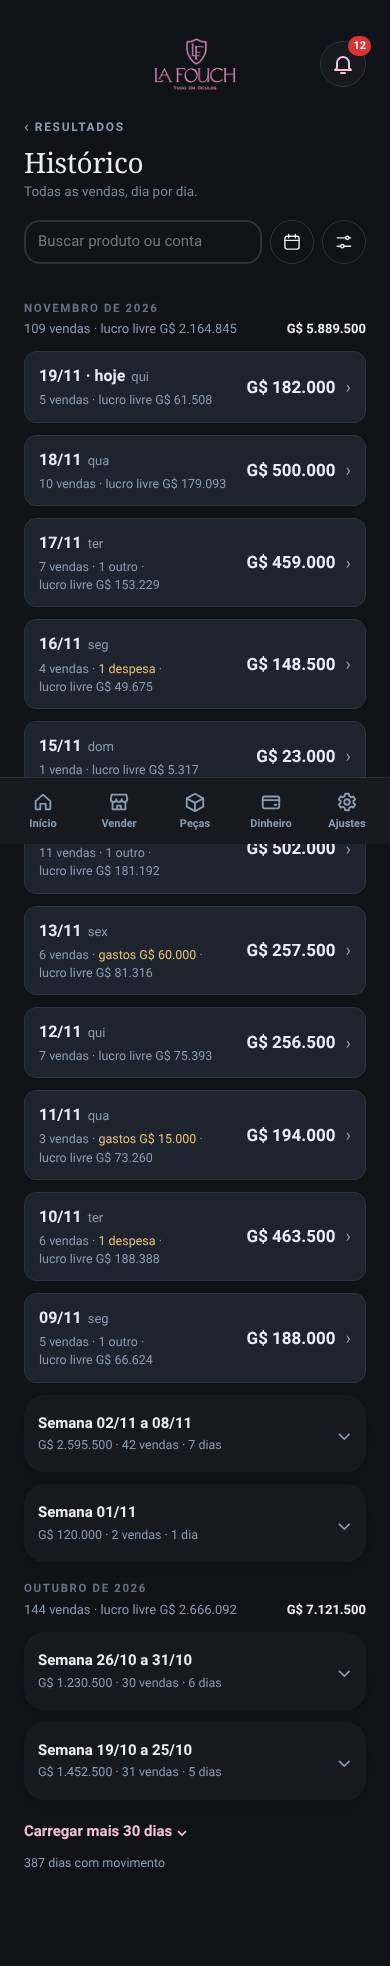 LF
LA FOUCH
TUDO EM ÓCULOS
12
‹ RESULTADOS
Histórico
Todas as vendas, dia por dia.
Buscar produto ou conta
NOVEMBRO DE 2026
109 vendas · lucro livre G$ 2.164.845 G$ 5.889.500
19/11 · hoje qui
5 vendas · lucro livre G$ 61.508
G$ 182.000 ›
18/11 qua
10 vendas · lucro livre G$ 179.093
G$ 500.000 ›
17/11 ter
7 vendas · 1 outro ·
lucro livre G$ 153.229
G$ 459.000 ›
16/11 seg
4 vendas · 1 despesa ·
lucro livre G$ 49.675
G$ 148.500 ›
15/11 dom
1 venda · lucro livre G$ 5.317
G$ 23.000 ›
Início Vender Peças Dinheiro Ajustes
11 vendas · 1 outro ·
lucro livre G$ 181.192
G$ 502.000 ›
13/11 sex
6 vendas · gastos G$ 60.000 ·
lucro livre G$ 81.316
G$ 257.500 ›
12/11 qui
7 vendas · lucro livre G$ 75.393
G$ 256.500 ›
11/11 qua
3 vendas · gastos G$ 15.000 ·
lucro livre G$ 73.260
G$ 194.000 ›
10/11 ter
6 vendas · 1 despesa ·
lucro livre G$ 188.388
G$ 463.500 ›
09/11 seg
5 vendas · 1 outro ·
lucro livre G$ 66.624
G$ 188.000 ›
Semana 02/11 a 08/11
G$ 2.595.500 · 42 vendas · 7 dias
Semana 01/11
G$ 120.000 · 2 vendas · 1 dia
OUTUBRO DE 2026
144 vendas · lucro livre G$ 2.666.092 G$ 7.121.500
Semana 26/10 a 31/10
G$ 1.230.500 · 30 vendas · 6 dias
Semana 19/10 a 25/10
G$ 1.452.500 · 31 vendas · 5 dias
Carregar mais 30 dias
387 dias com movimento